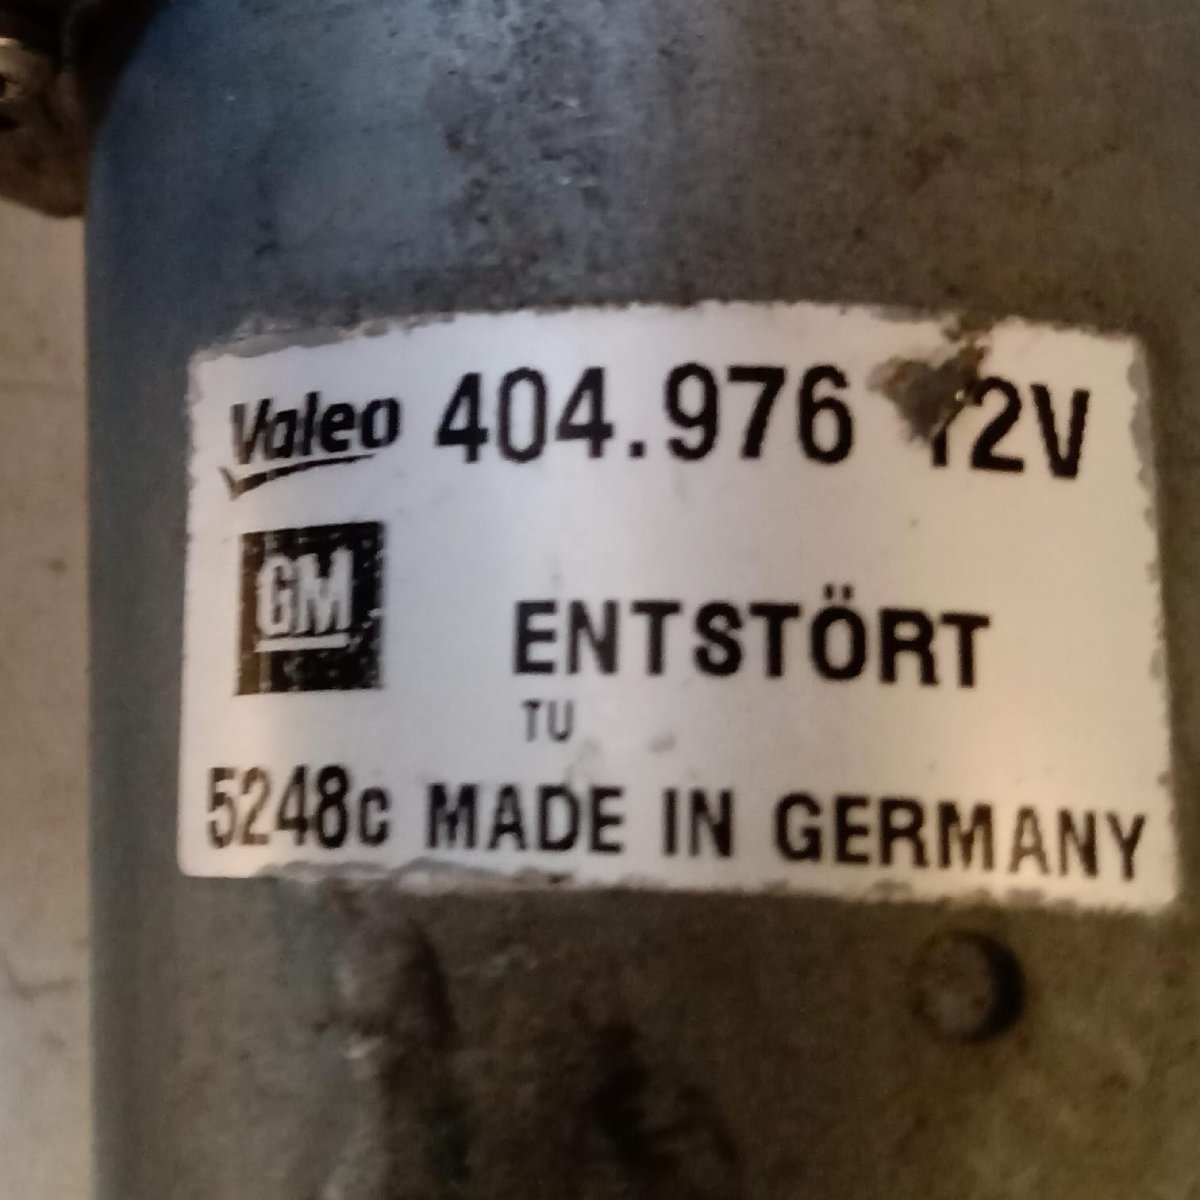 Valeo 404.976 12V
GM
ENTSTÖRT
TU
5248c MADE IN GERMANY